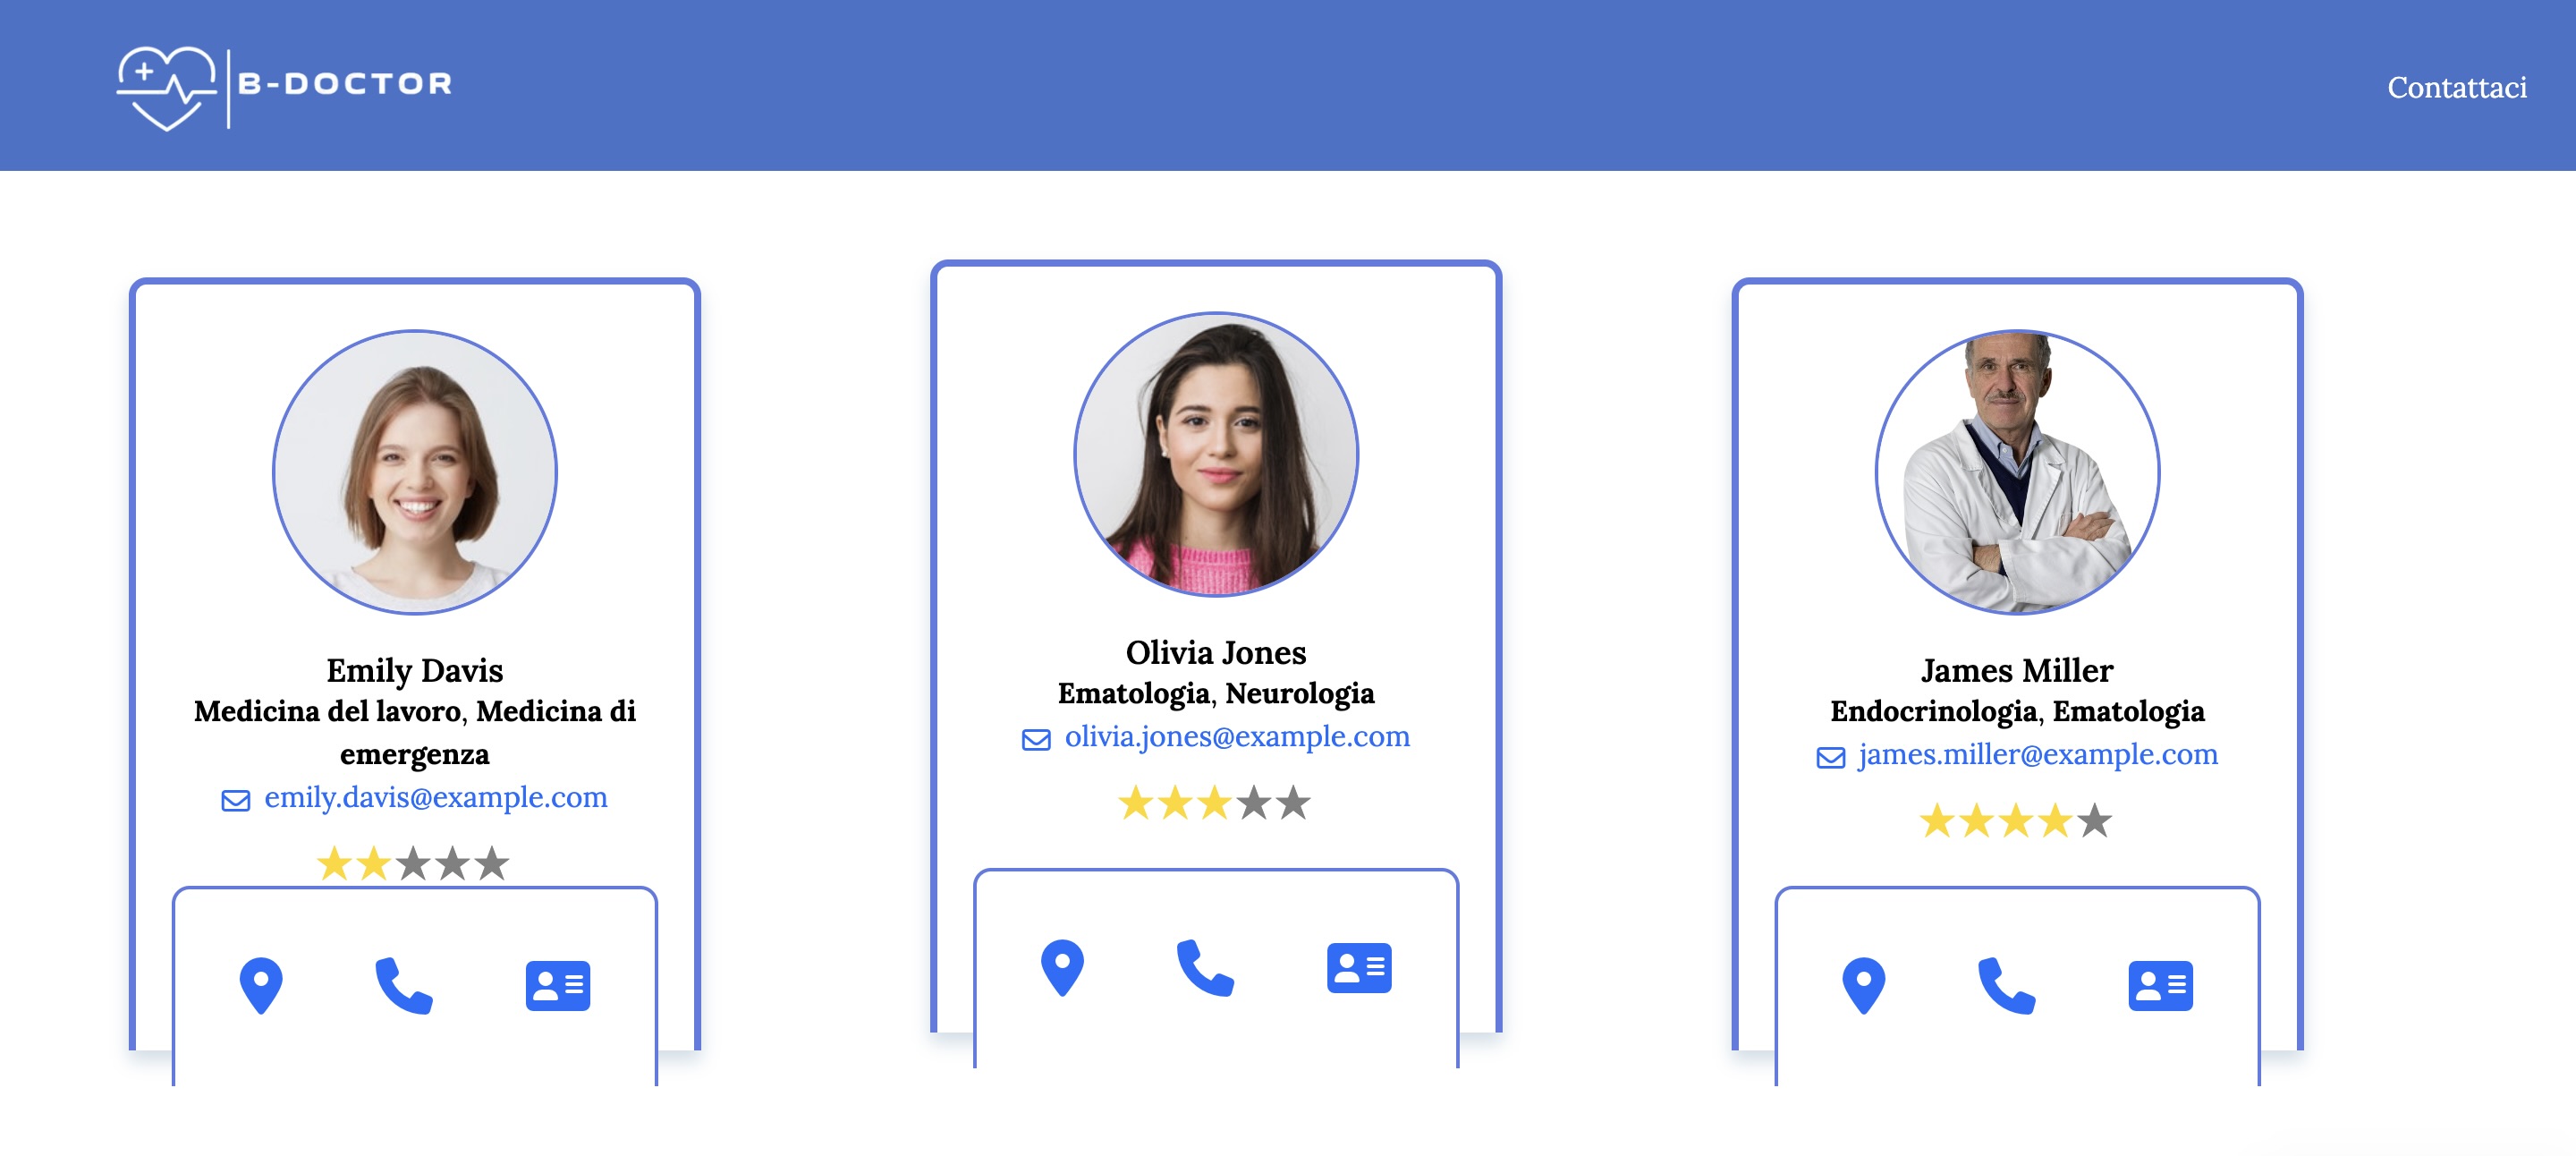 B-DOCTOR
Contattaci
Emily Davis
Medicina del lavoro, Medicina di
emergenza
emily.davis@example.com
Olivia Jones
Ematologia, Neurologia
olivia.jones@example.com
James Miller
Endocrinologia, Ematologia
james.miller@example.com